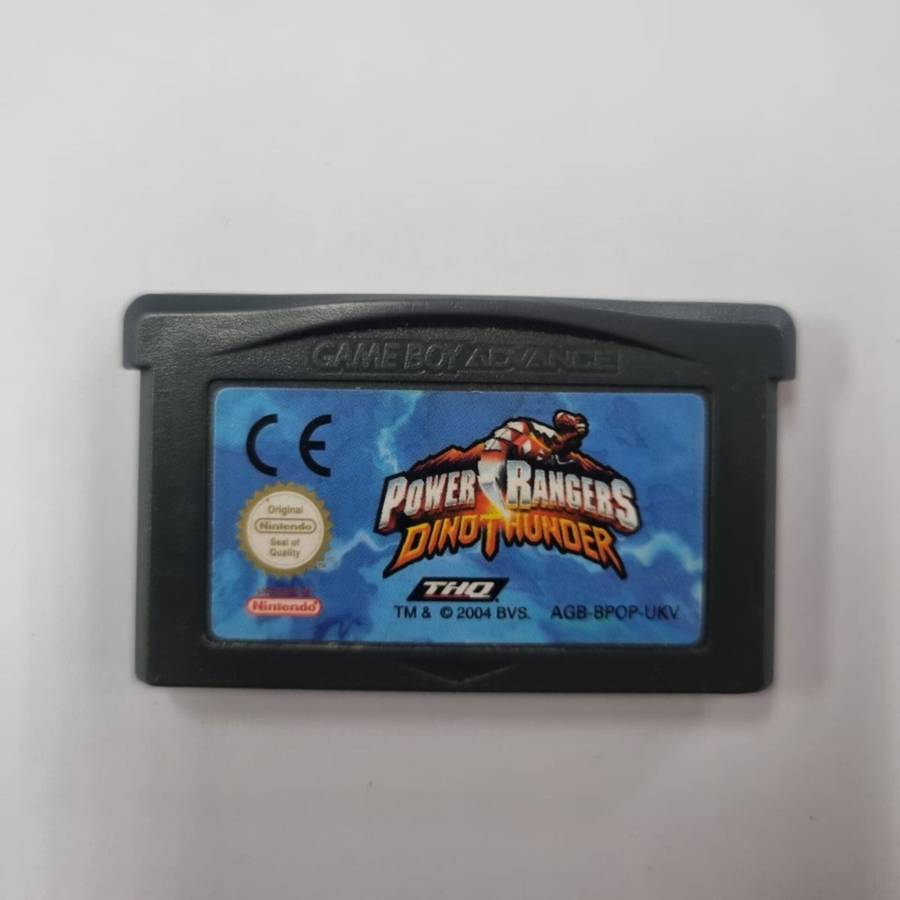 GAME BOY ADVANCE
CE
Original
Nintendo
Seal of
Quality
TM
Nintendo
POWER RANGERS
DINO THUNDER
THQ
TM & © 2004 BVS. AGB-BPOP-UKV